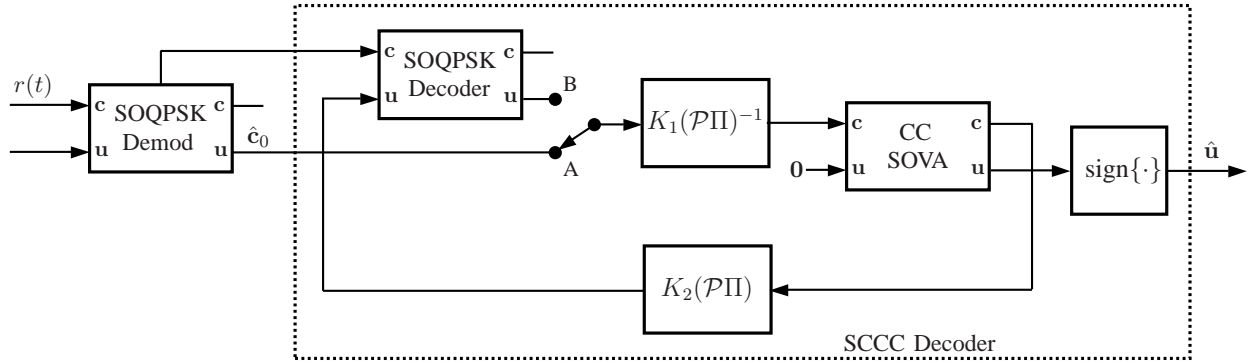 r(t)
c
u
SOQPSK
Demod
c
u
ĉ₀
c
u
SOQPSK
Decoder
c
u
B
A
K₁(𝒫Π)⁻¹
0
c
u
CC
SOVA
c
u
sign{·}
û
K₂(𝒫Π)
SCCC Decoder